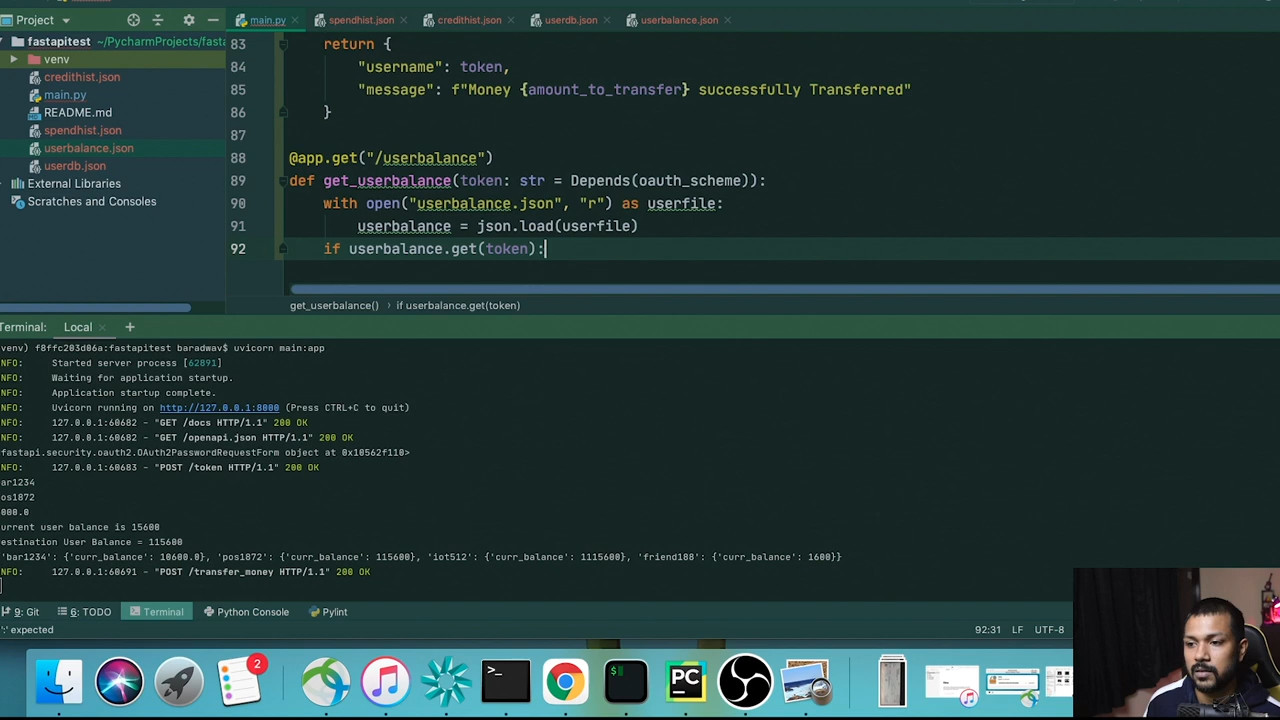 Project
main.py
spendhist.json
credithist.json
userdb.json
userbalance.json
fastapitest ~/PycharmProjects/fasta
venv
credithist.json
main.py
README.md
spendhist.json
userbalance.json
userdb.json
External Libraries
Scratches and Consoles
83 return {
84 "username": token,
85 "message": f"Money {amount_to_transfer} successfully Transferred"
86 }
87
88 @app.get("/userbalance")
89 def get_userbalance(token: str = Depends(oauth_scheme)):
90 with open("userbalance.json", "r") as userfile:
91 userbalance = json.load(userfile)
92 if userbalance.get(token):
get_userbalance() › if userbalance.get(token)
Terminal: Local × +
venv) f8ffc203d06a:fastapitest baradwav$ uvicorn main:app
NFO: Started server process [62891]
NFO: Waiting for application startup.
NFO: Application startup complete.
NFO: Uvicorn running on http://127.0.0.1:8000 (Press CTRL+C to quit)
NFO: 127.0.0.1:60682 - "GET /docs HTTP/1.1" 200 OK
NFO: 127.0.0.1:60682 - "GET /openapi.json HTTP/1.1" 200 OK
fastapi.security.oauth2.OAuth2PasswordRequestForm object at 0x10562f110>
NFO: 127.0.0.1:60683 - "POST /token HTTP/1.1" 200 OK
ar1234
os1872
000.0
urrent user balance is 15600
estination User Balance = 115600
'bar1234': {'curr_balance': 10600.0}, 'pos1872': {'curr_balance': 115600}, 'iot512': {'curr_balance': 1115600}, 'friend188': {'curr_balance': 1600}}
NFO: 127.0.0.1:60691 - "POST /transfer_money HTTP/1.1" 200 OK
9: Git
6: TODO
Terminal
Python Console
Pylint
':' expected
92:31 LF UTF-8
2
PC